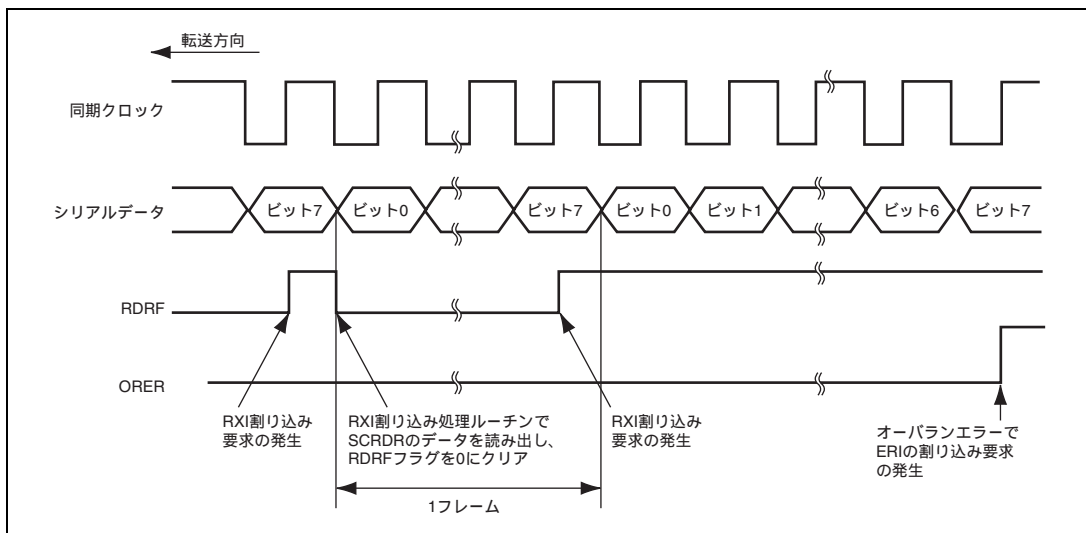 転送方向
同期クロック
シリアルデータ
ビット7
ビット0
ビット7
ビット0
ビット1
ビット6
ビット7
RDRF
ORER
RXI割り込み
要求の発生
RXI割り込み処理ルーチンで
SCRDRのデータを読み出し、
RDRFフラグを0にクリア
RXI割り込み
要求の発生
オーバランエラーで
ERIの割り込み要求
の発生
1フレーム